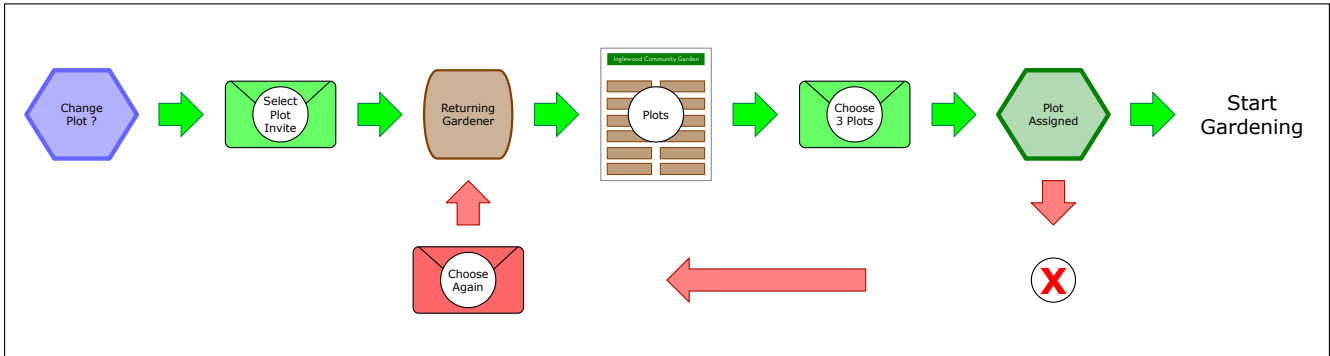 Change
Plot ?
Select
Plot
Invite
Returning
Gardener
Inglewood Community Garden
Plots
Choose
3 Plots
Plot
Assigned
Start
Gardening
Choose
Again
X